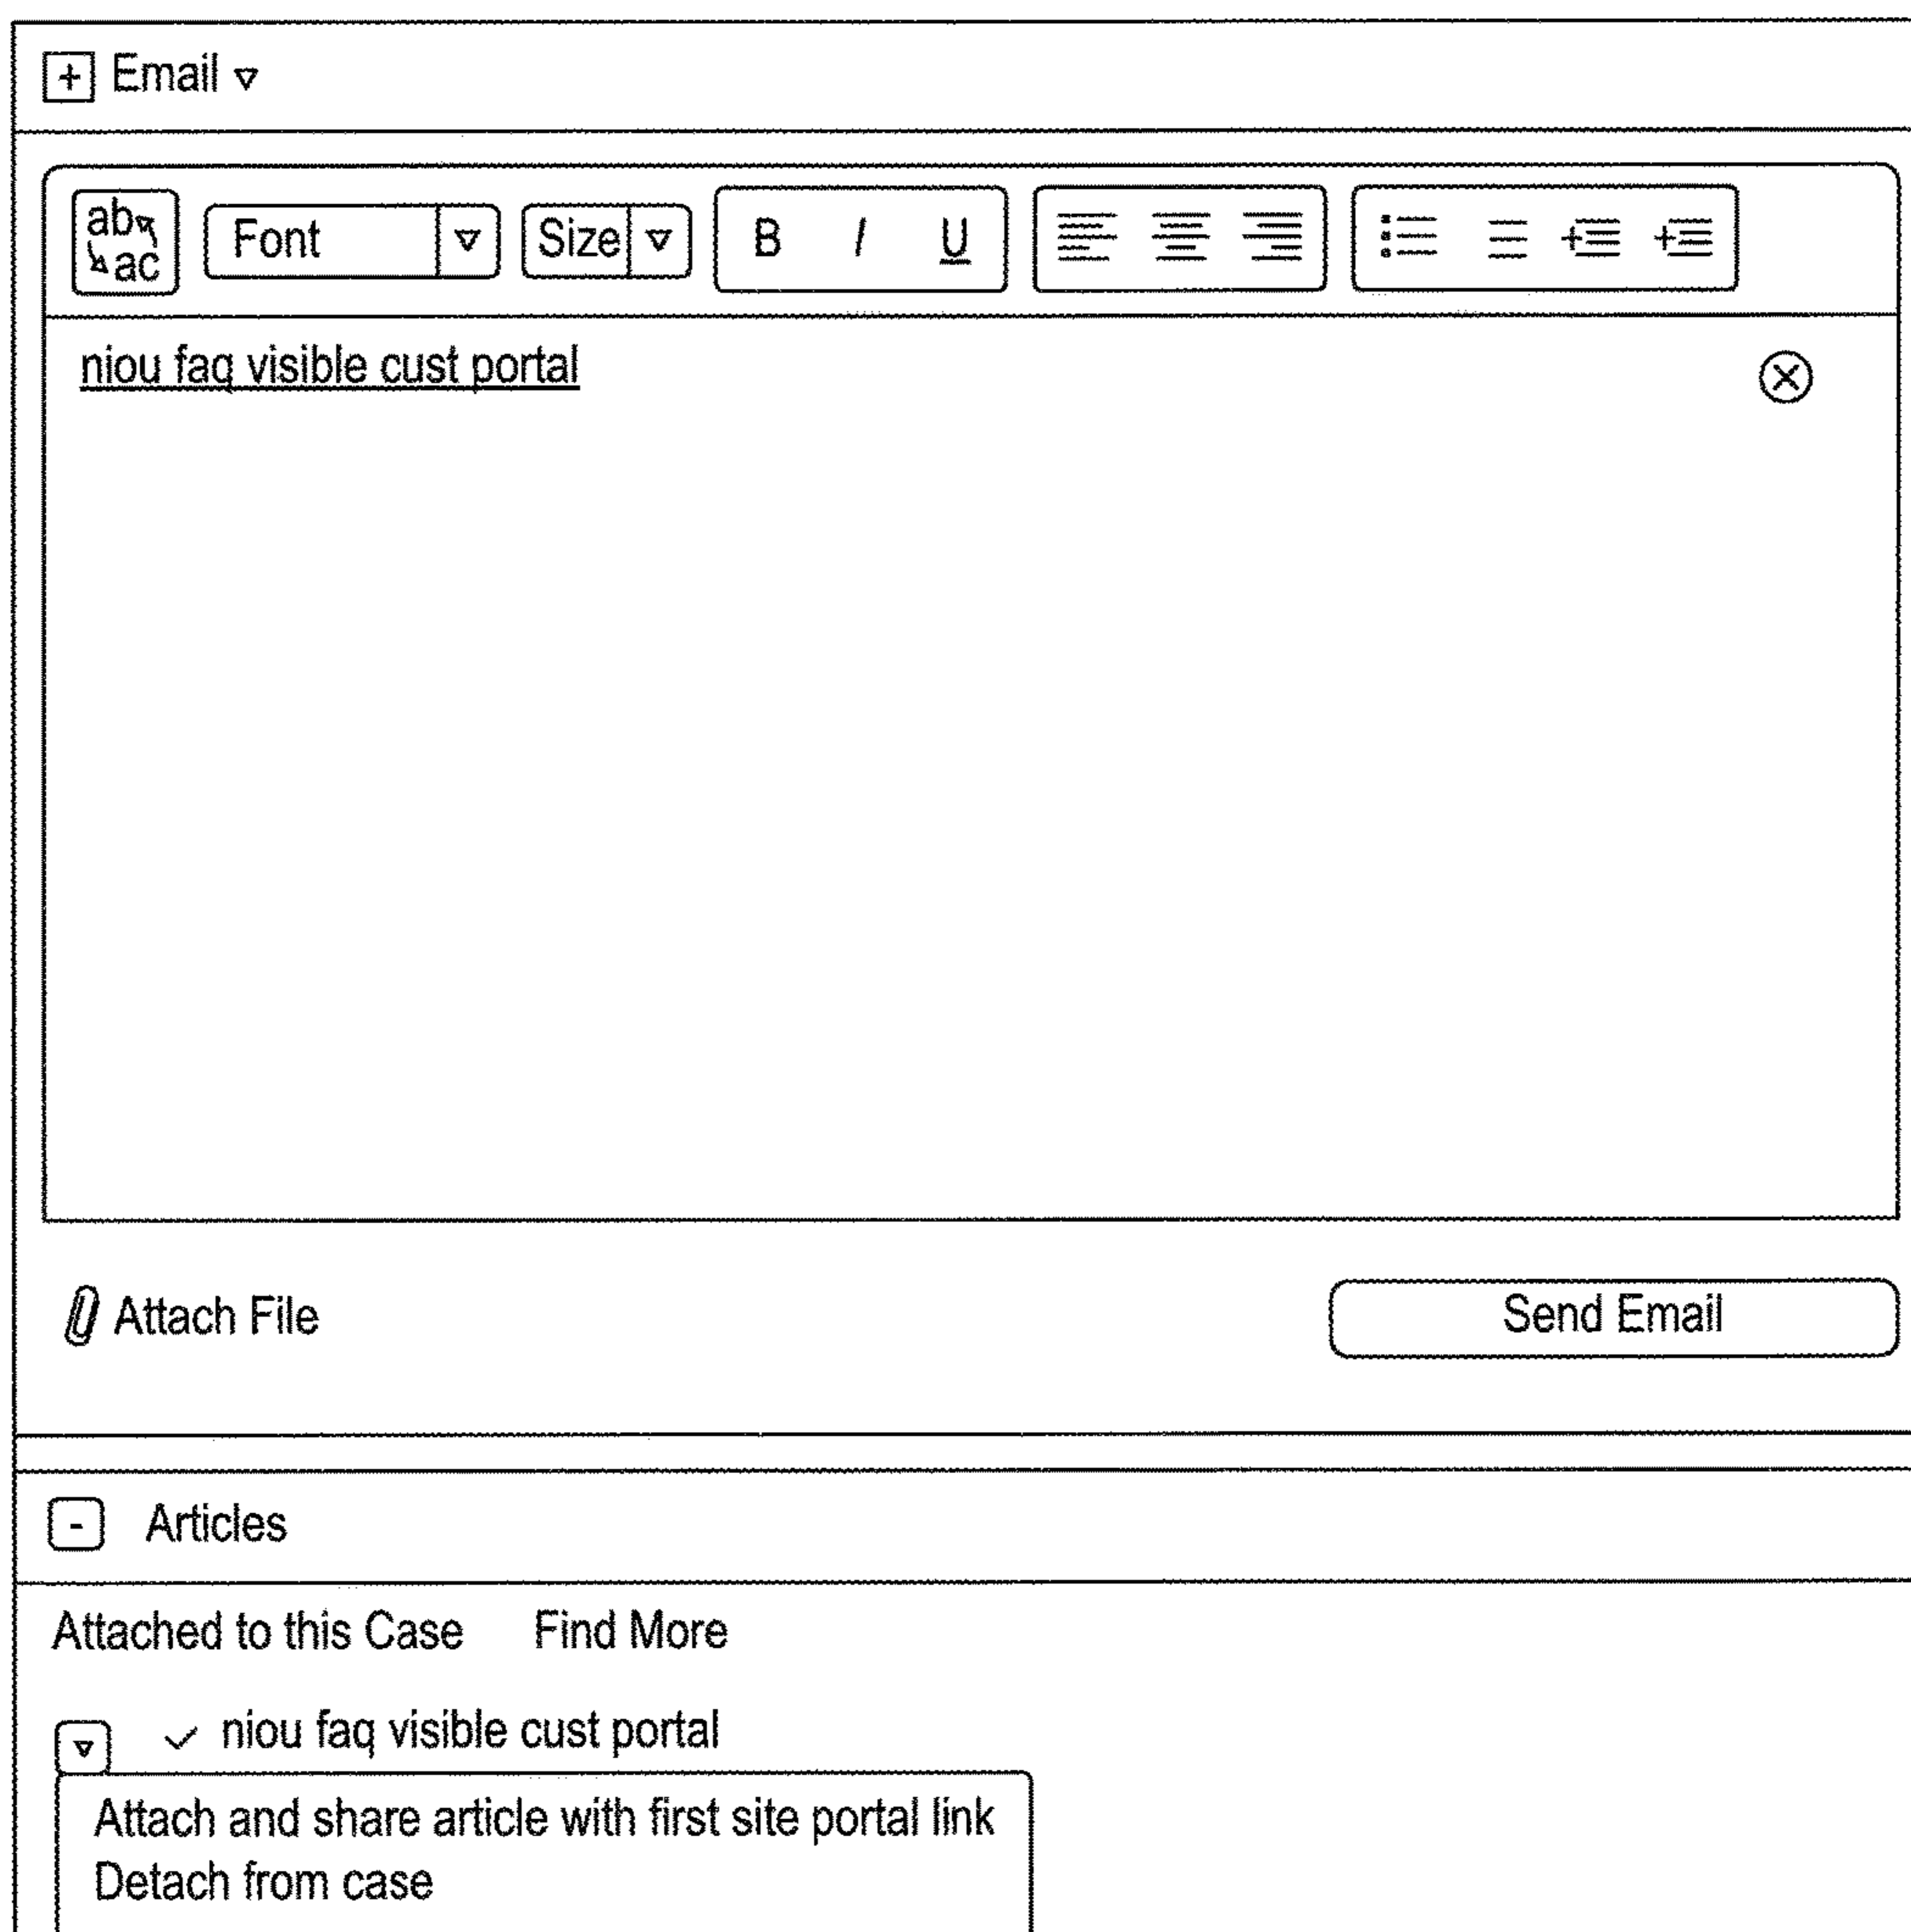 + Email
ab
ac
Font
Size
B I U
niou faq visible cust portal
Attach File
Send Email
- Articles
Attached to this Case Find More
niou faq visible cust portal
Attach and share article with first site portal link
Detach from case